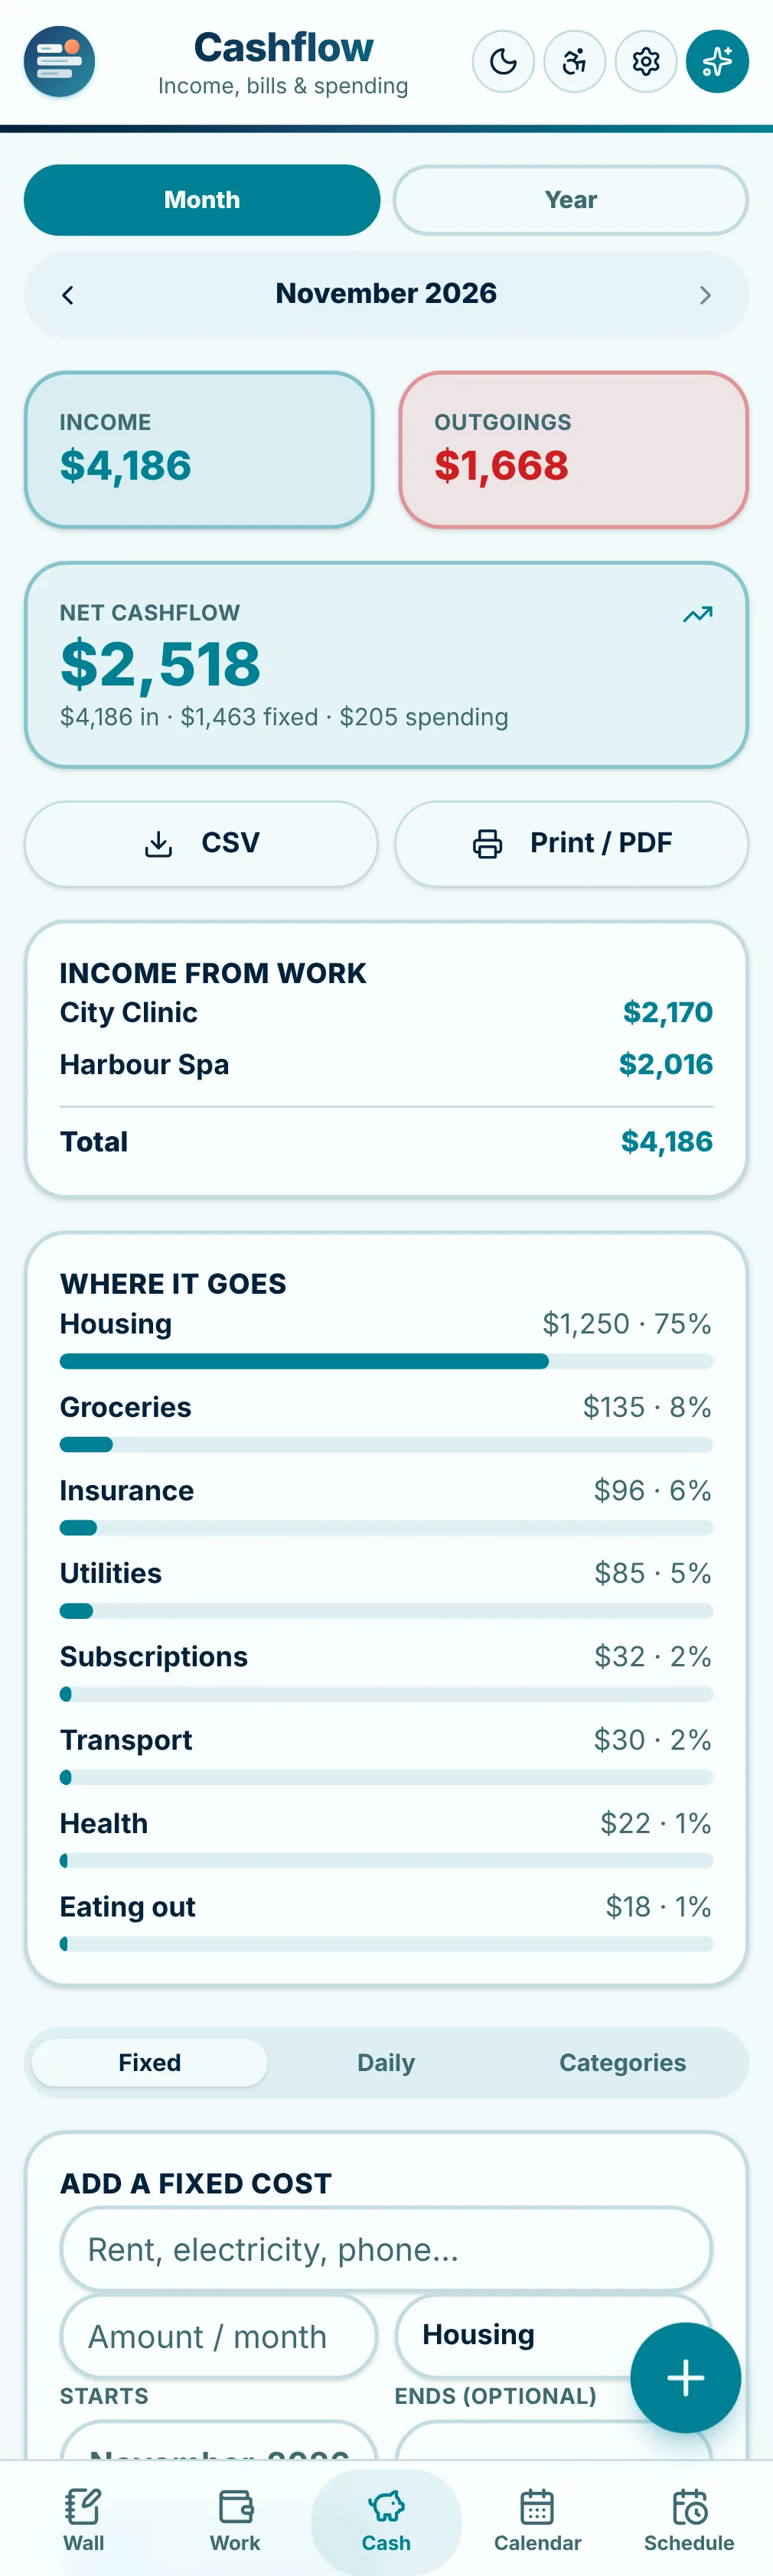 Cashflow
Income, bills & spending
Month
Year
November 2026
INCOME
$4,186
OUTGOINGS
$1,668
NET CASHFLOW
$2,518
$4,186 in · $1,463 fixed · $205 spending
CSV
Print / PDF
INCOME FROM WORK
City Clinic $2,170
Harbour Spa $2,016
Total $4,186
WHERE IT GOES
Housing $1,250 · 75%
Groceries $135 · 8%
Insurance $96 · 6%
Utilities $85 · 5%
Subscriptions $32 · 2%
Transport $30 · 2%
Health $22 · 1%
Eating out $18 · 1%
Fixed Daily Categories
ADD A FIXED COST
Rent, electricity, phone...
Amount / month
Housing
STARTS
ENDS (OPTIONAL)
November 2026
Wall Work Cash Calendar Schedule